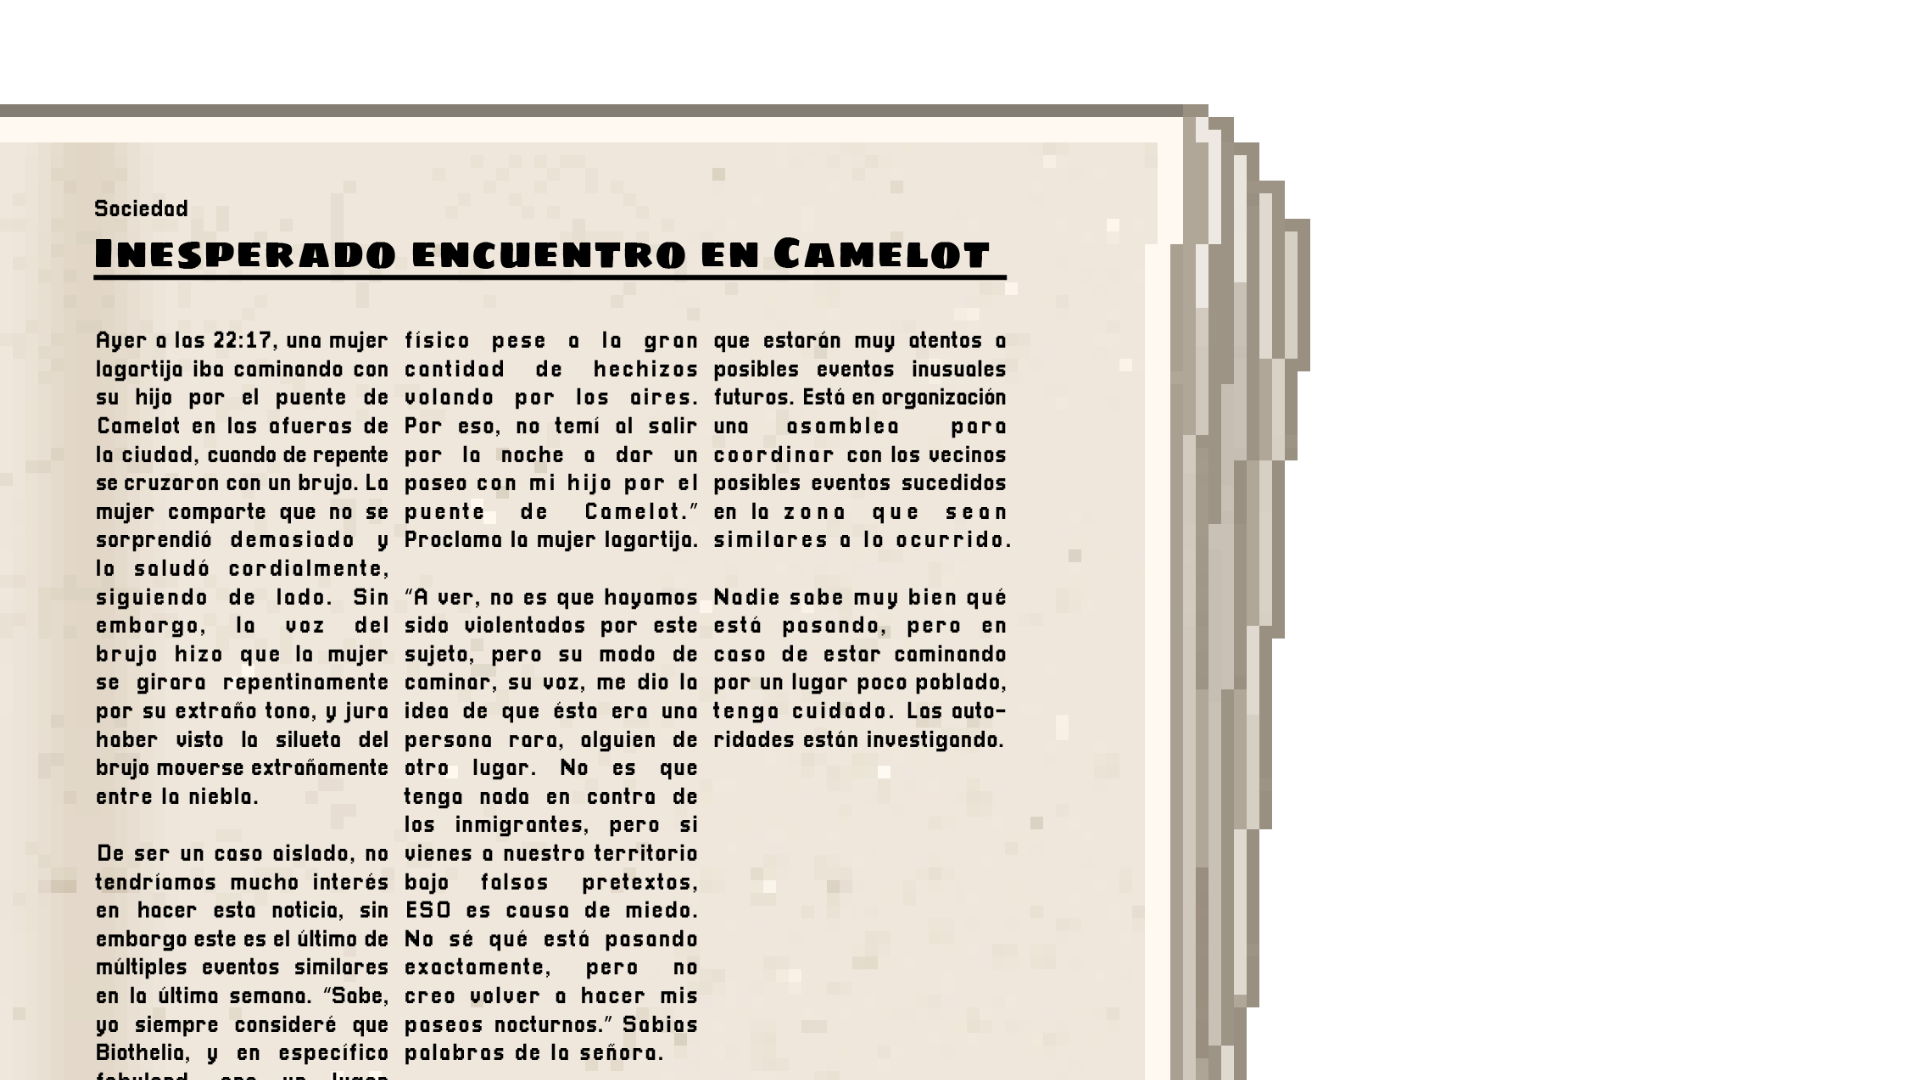 Sociedad
Inesperado encuentro en Camelot
Ayer a las 22:17, una mujer
lagartija iba caminando con
su hijo por el puente de
Camelot en las afueras de
la ciudad, cuando de repente
se cruzaron con un brujo. La
mujer comparte que no se
sorprendió demasiado y
lo saludó cordialmente,
siguiendo de lado. Sin
embargo, la voz del
brujo hizo que la mujer
se girara repentinamente
por su extraño tono, y jura
haber visto la silueta del
brujo moverse extrañamente
entre la niebla.
De ser un caso aislado, no
tendríamos mucho interés
en hacer esta noticia, sin
embargo este es el último de
múltiples eventos similares
en la última semana. "Sabe,
yo siempre consideré que
Biothelia, y en específico
físico pese a la gran
cantidad de hechizos
volando por los aires.
Por eso, no temí al salir
por la noche a dar un
paseo con mi hijo por el
puente de Camelot."
Proclama la mujer lagartija.
"A ver, no es que hayamos
sido violentados por este
sujeto, pero su modo de
caminar, su voz, me dio la
idea de que ésta era una
persona rara, alguien de
otro lugar. No es que
tenga nada en contra de
los inmigrantes, pero si
vienes a nuestro territorio
bajo falsos pretextos,
ESO es causa de miedo.
No sé qué está pasando
exactamente, pero no
creo volver a hacer mis
paseos nocturnos." Sabias
palabras de la señora.
que estarán muy atentos a
posibles eventos inusuales
futuros. Está en organización
una asamblea para
coordinar con los vecinos
posibles eventos sucedidos
en la zona que sean
similares a lo ocurrido.
Nadie sabe muy bien qué
está pasando, pero en
caso de estar caminando
por un lugar poco poblado,
tenga cuidado. Las auto-
ridades están investigando.